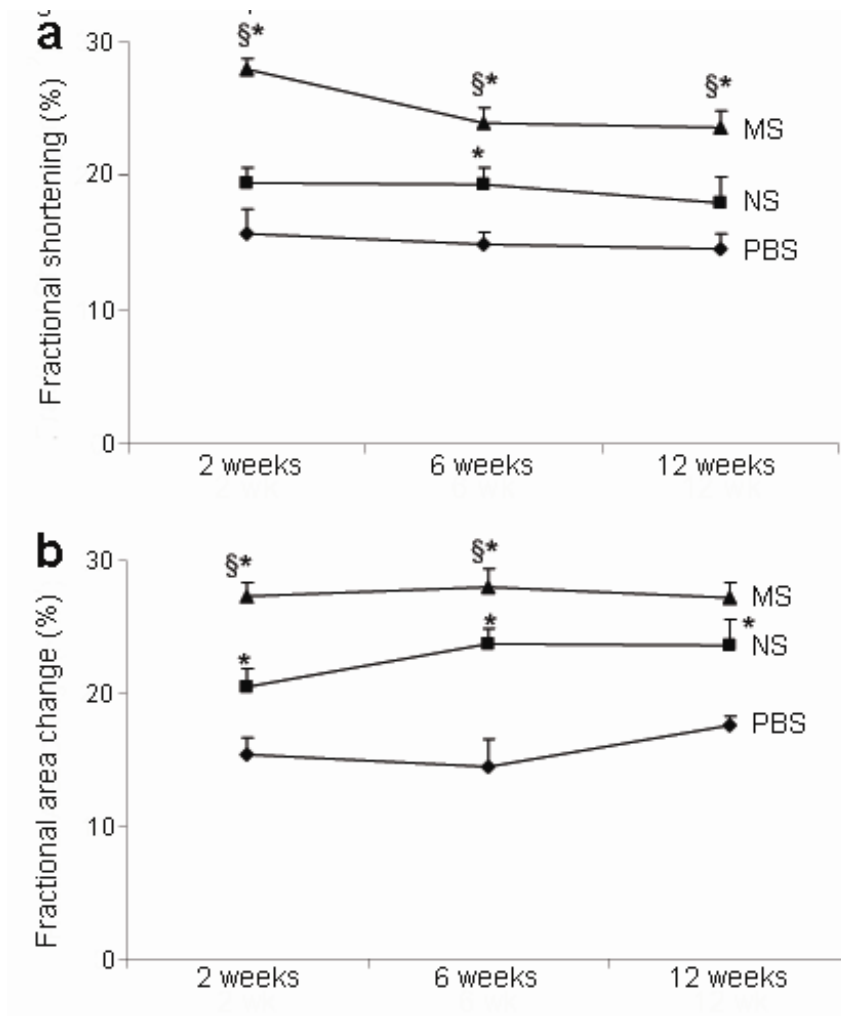 a
Fractional shortening (%)
30
20
10
0
§*
§*
§*
*
MS
NS
PBS
2 weeks
6 weeks
12 weeks
b
Fractional area change (%)
30
20
10
0
§*
§*
*
*
*
MS
NS
PBS
2 weeks
6 weeks
12 weeks